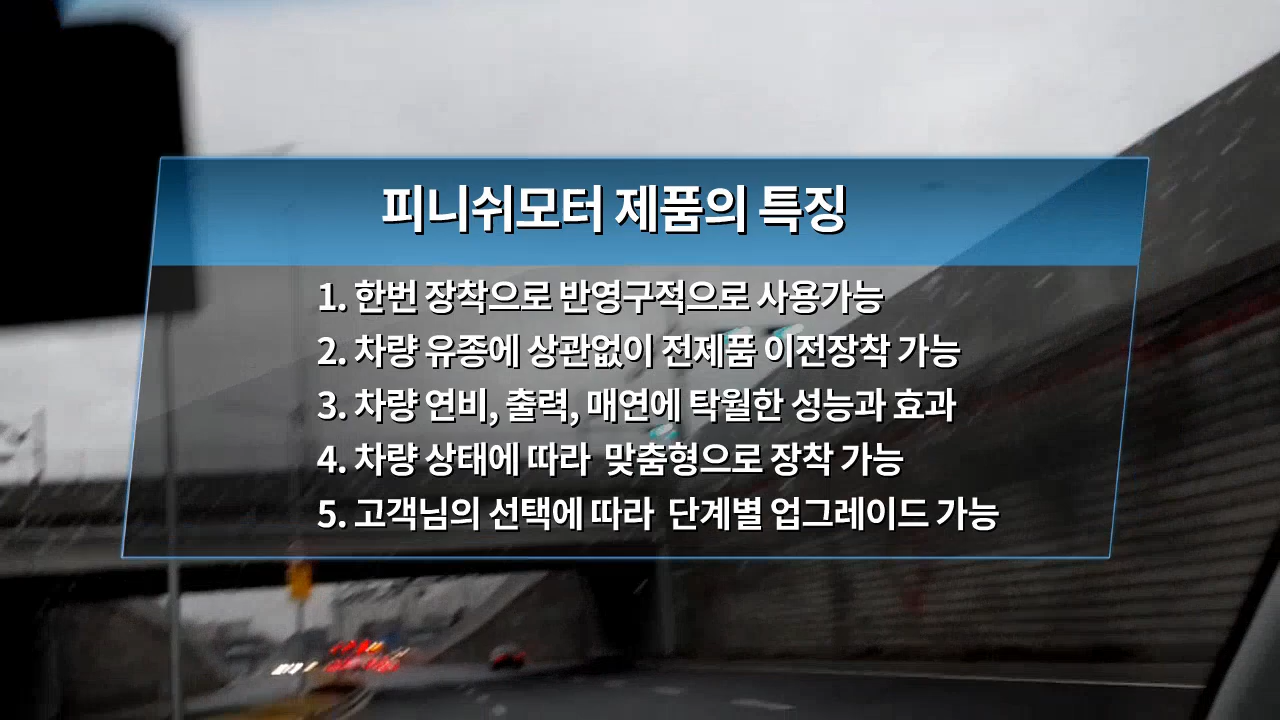 피니쉬모터 제품의 특징
1. 한번 장착으로 반영구적으로 사용가능
2. 차량 유종에 상관없이 전제품 이전장착 가능
3. 차량 연비, 출력, 매연에 탁월한 성능과 효과
4. 차량 상태에 따라 맞춤형으로 장착 가능
5. 고객님의 선택에 따라 단계별 업그레이드 가능